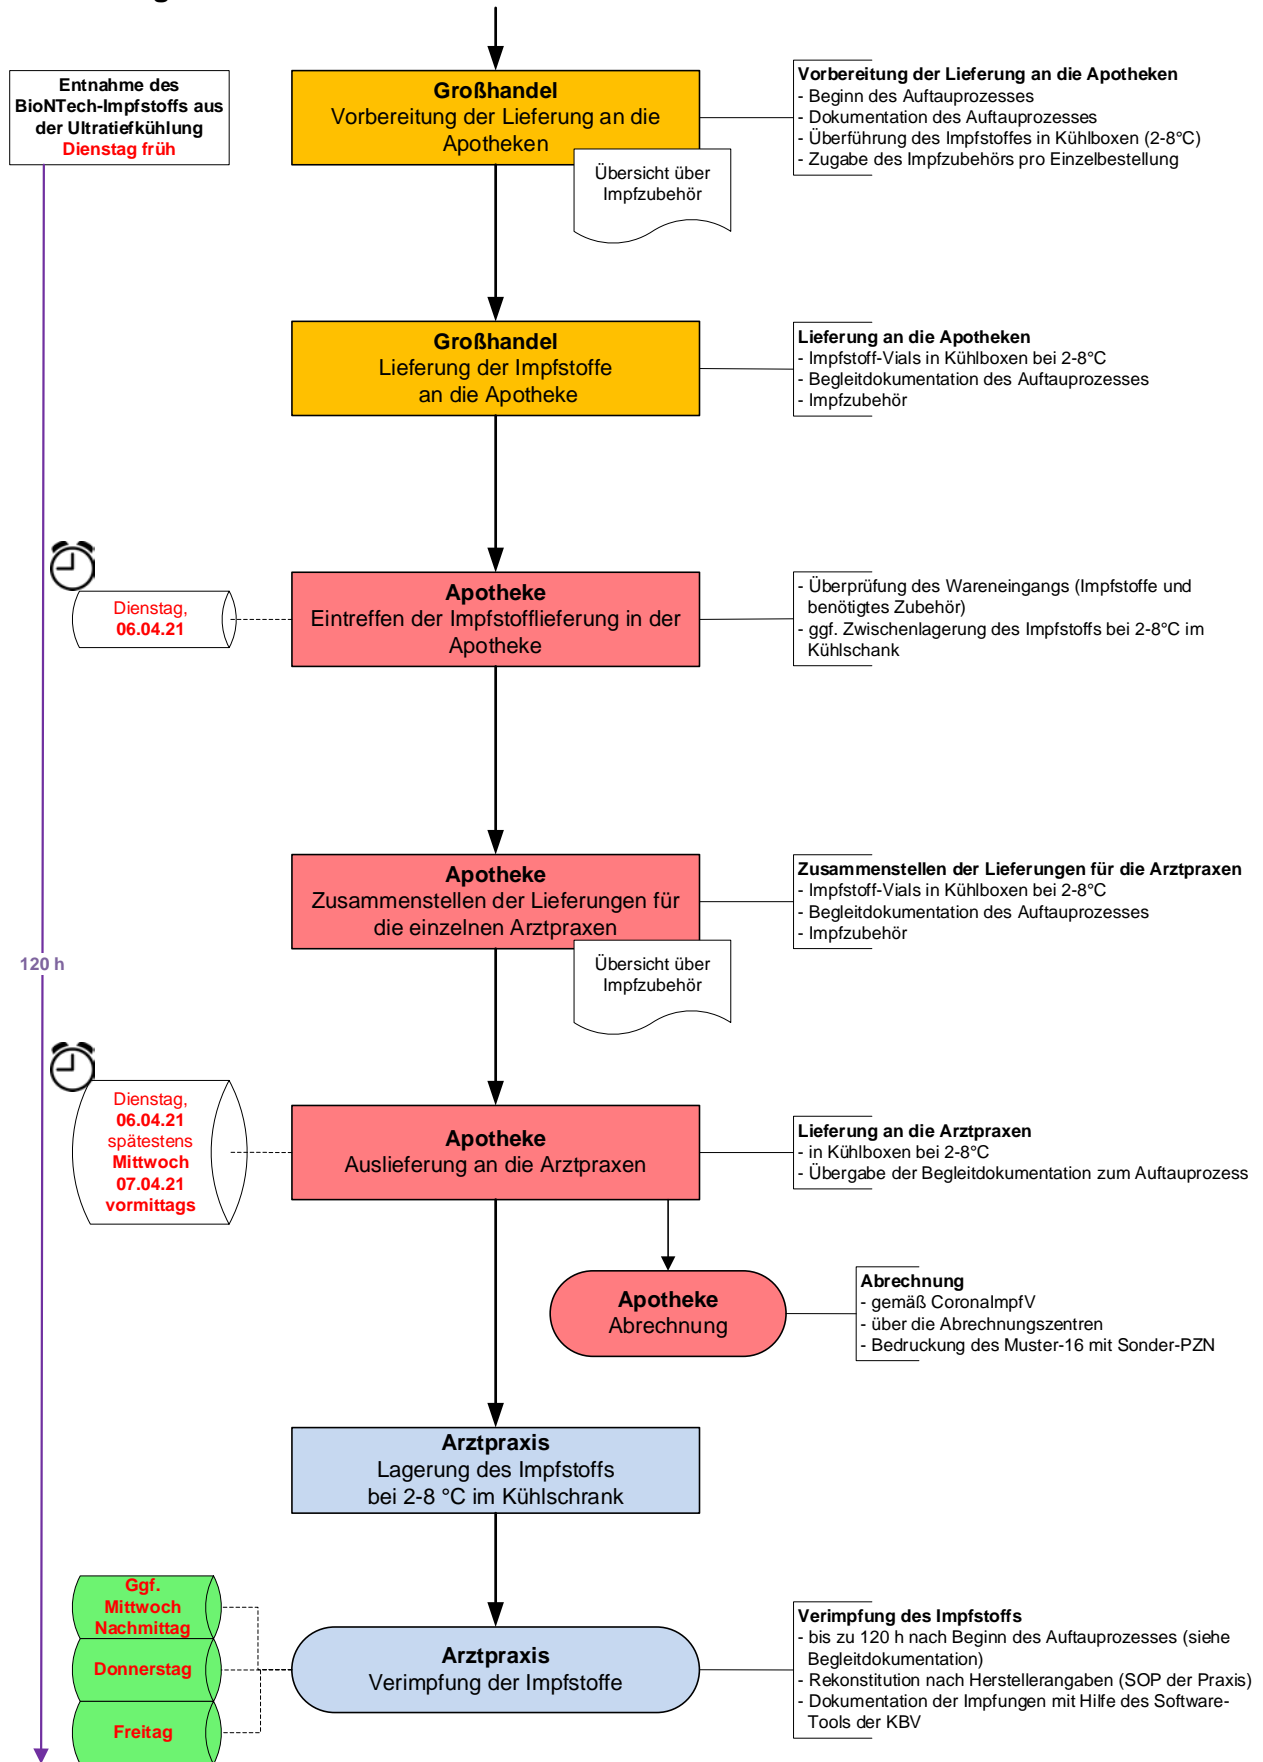 Entnahme des
BioNTech-Impfstoffs aus
der Ultratiefkühlung
Dienstag früh
Großhandel
Vorbereitung der Lieferung an die
Apotheken
Übersicht über
Impfzubehör
Vorbereitung der Lieferung an die Apotheken
- Beginn des Auftauprozesses
- Dokumentation des Auftauprozesses
- Überführung des Impfstoffes in Kühlboxen (2-8°C)
- Zugabe des Impfzubehörs pro Einzelbestellung
Großhandel
Lieferung der Impfstoffe
an die Apotheke
Lieferung an die Apotheken
- Impfstoff-Vials in Kühlboxen bei 2-8°C
- Begleitdokumentation des Auftauprozesses
- Impfzubehör
Dienstag,
06.04.21
Apotheke
Eintreffen der Impfstofflieferung in der
Apotheke
- Überprüfung des Wareneingangs (Impfstoffe und
benötigtes Zubehör)
- ggf. Zwischenlagerung des Impfstoffs bei 2-8°C im
Kühlschank
Apotheke
Zusammenstellen der Lieferungen für
die einzelnen Arztpraxen
Übersicht über
Impfzubehör
Zusammenstellen der Lieferungen für die Arztpraxen
- Impfstoff-Vials in Kühlboxen bei 2-8°C
- Begleitdokumentation des Auftauprozesses
- Impfzubehör
120 h
Dienstag,
06.04.21
spätestens
Mittwoch
07.04.21
vormittags
Apotheke
Auslieferung an die Arztpraxen
Lieferung an die Arztpraxen
- in Kühlboxen bei 2-8°C
- Übergabe der Begleitdokumentation zum Auftauprozess
Apotheke
Abrechnung
Abrechnung
- gemäß CoronaImpfV
- über die Abrechnungszentren
- Bedruckung des Muster-16 mit Sonder-PZN
Arztpraxis
Lagerung des Impfstoffs
bei 2-8 °C im Kühlschrank
Ggf.
Mittwoch
Nachmittag
Donnerstag
Freitag
Arztpraxis
Verimpfung der Impfstoffe
Verimpfung des Impfstoffs
- bis zu 120 h nach Beginn des Auftauprozesses (siehe
Begleitdokumentation)
- Rekonstitution nach Herstellerangaben (SOP der Praxis)
- Dokumentation der Impfungen mit Hilfe des Software-
Tools der KBV